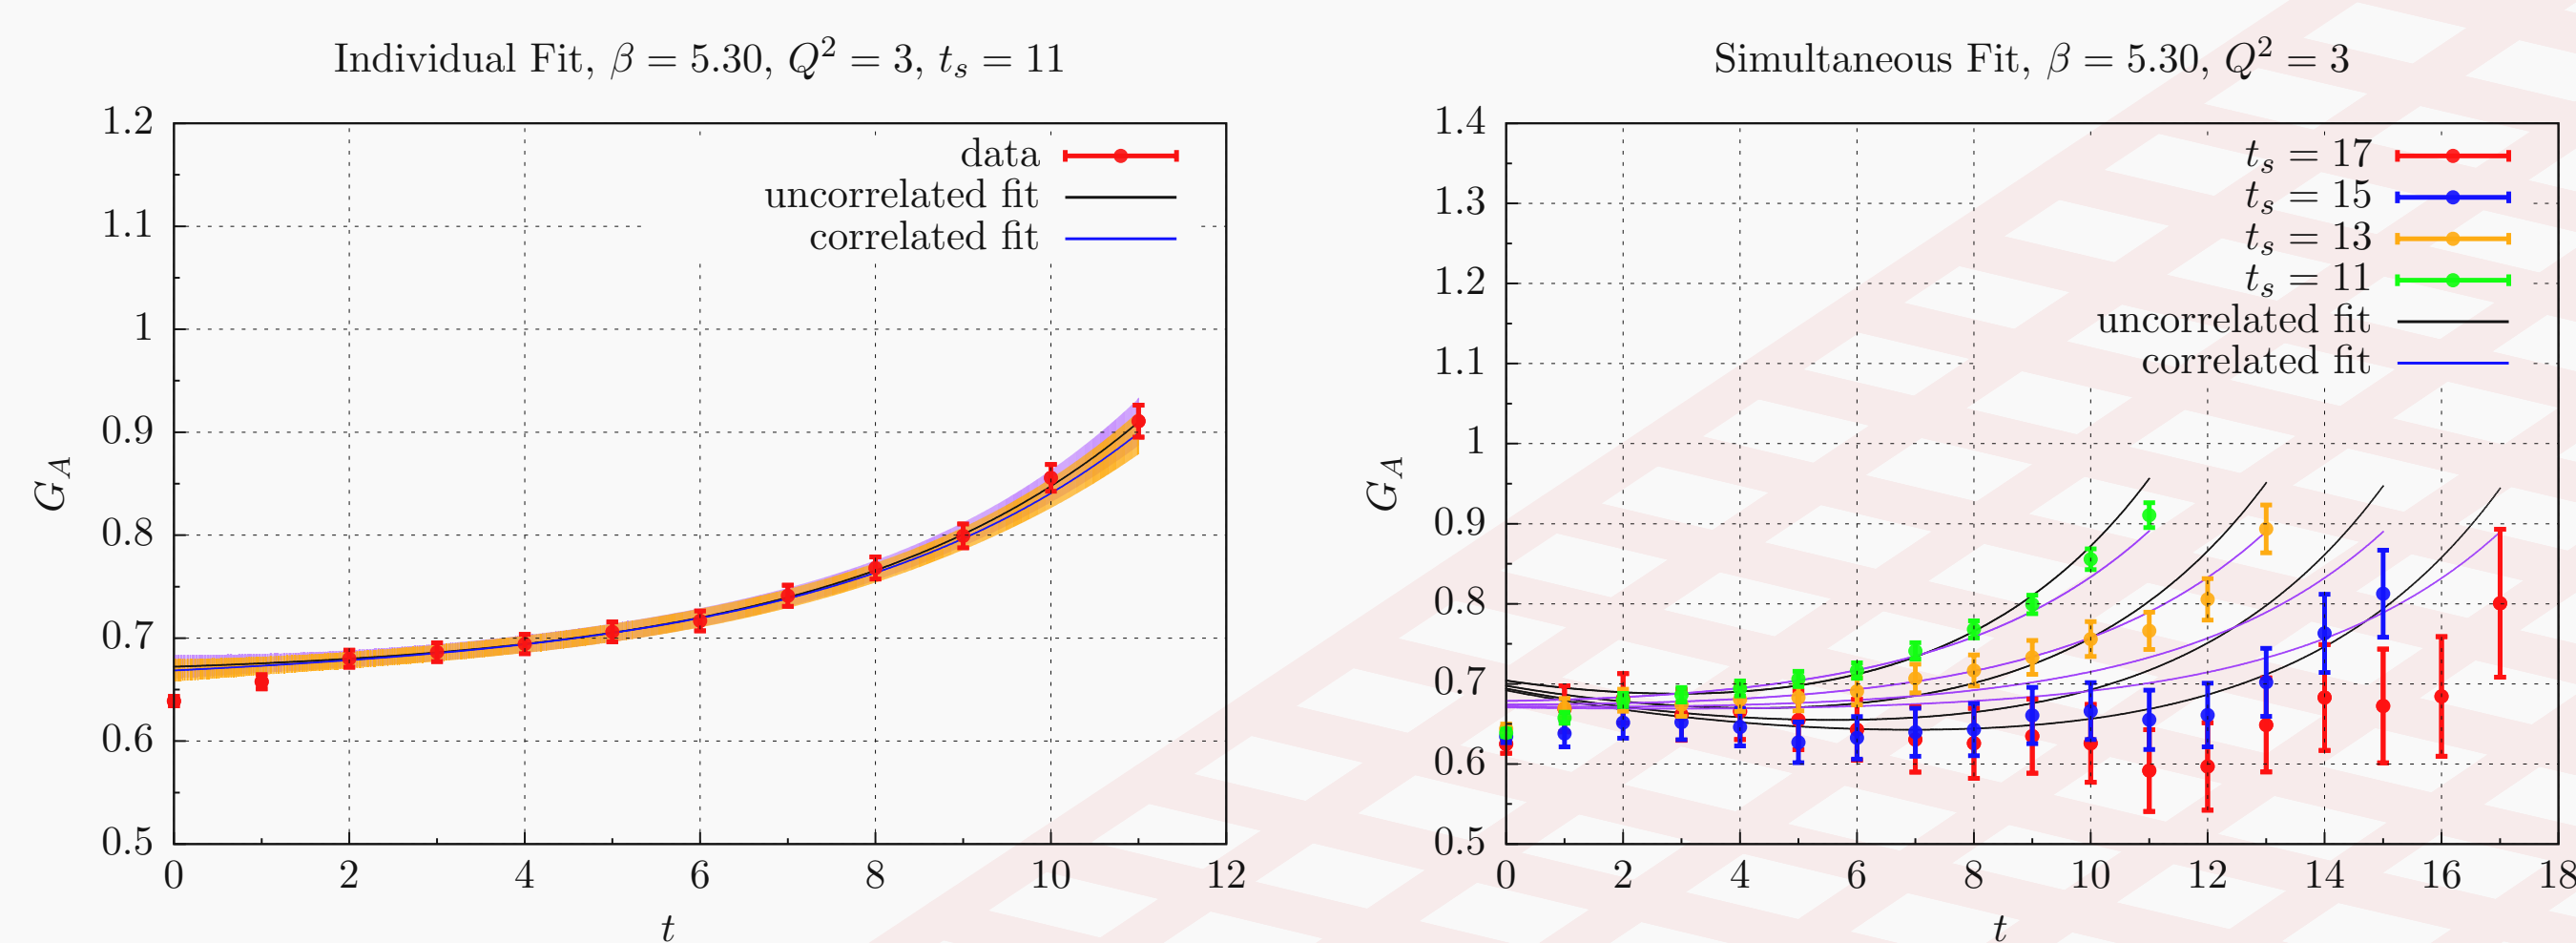 Individual Fit, β = 5.30, Q² = 3, tₛ = 11
1.2
1.1
1
0.9
0.8
0.7
0.6
0.5
0 2 4 6 8 10 12
G_A
t
data
uncorrelated fit
correlated fit
Simultaneous Fit, β = 5.30, Q² = 3
1.4
1.3
1.2
1.1
1
0.9
0.8
0.7
0.6
0.5
0 2 4 6 8 10 12 14 16 18
G_A
t
tₛ = 17
tₛ = 15
tₛ = 13
tₛ = 11
uncorrelated fit
correlated fit